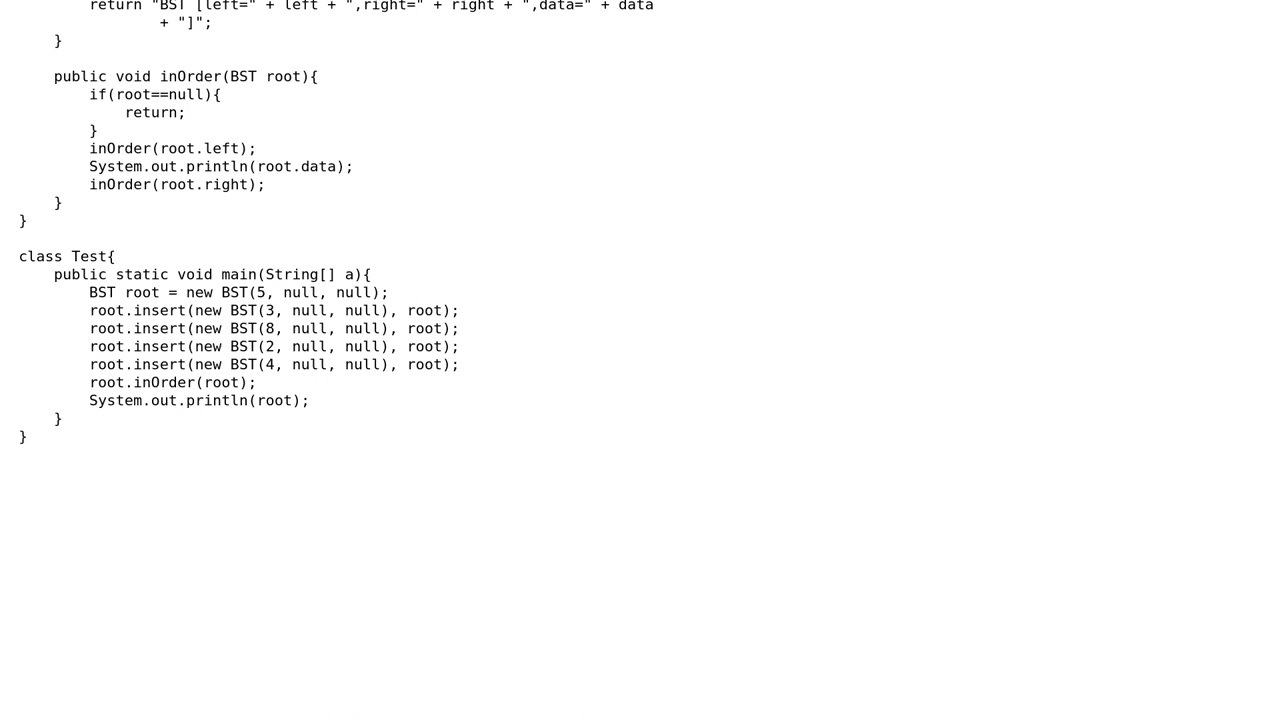 return "BST [left=" + left + ",right=" + right + ",data=" + data
                + "]";
    }

    public void inOrder(BST root){
        if(root==null){
            return;
        }
        inOrder(root.left);
        System.out.println(root.data);
        inOrder(root.right);
    }
}

class Test{
    public static void main(String[] a){
        BST root = new BST(5, null, null);
        root.insert(new BST(3, null, null), root);
        root.insert(new BST(8, null, null), root);
        root.insert(new BST(2, null, null), root);
        root.insert(new BST(4, null, null), root);
        root.inOrder(root);
        System.out.println(root);
    }
}